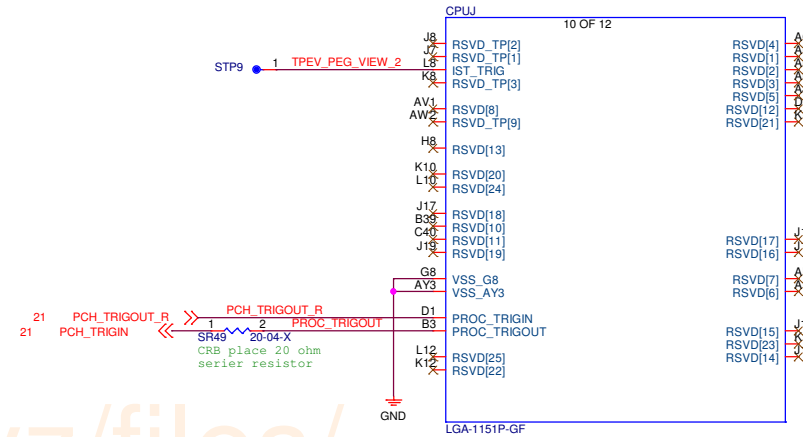 CPUJ
10 OF 12
J8 RSVD_TP[2] RSVD[4] A
J7 RSVD_TP[1] RSVD[1] A
STP9 1 TPEV_PEG_VIEW_2 L8 IST_TRIG RSVD[2] A
K8 RSVD_TP[3] RSVD[3] A
RSVD[5] A
AV1 RSVD[8] RSVD[12] D
AW2 RSVD_TP[9] RSVD[21] K
H8 RSVD[13]
K10 RSVD[20]
L10 RSVD[24]
J17 RSVD[18]
B39 RSVD[10]
C40 RSVD[11] RSVD[17] J1
J19 RSVD[19] RSVD[16] J
G8 VSS_G8 RSVD[7] A
AY3 VSS_AY3 RSVD[6] A
21 PCH_TRIGOUT_R PCH_TRIGOUT_R D1 PROC_TRIGIN
21 PCH_TRIGIN 1 2 PROC_TRIGOUT B3 PROC_TRIGOUT RSVD[15] J1
SR49 20-04-X RSVD[23] K
CRB place 20 ohm L12 RSVD[25] RSVD[14] J
serier resistor K12 RSVD[22]
GND
LGA-1151P-GF